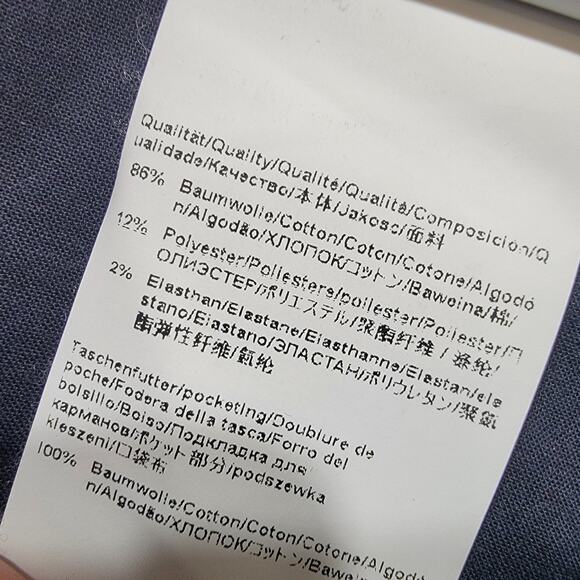 Qualität/Quality/Qualité/Qualità/Composición/Q
ualidade/Качество/本体/Jakosc/面料
86% Baumwolle/Cotton/Coton/Cotone/Algodó
n/Algodão/ХЛОПОК/コットン/Bawełna/棉/
12% Polyester/Poliestere/poliester/Poliester/П
ОЛИЭСТЕР/ポリエステル/聚酯纤维 / 涤纶/
2% Elasthan/Elastane/Elasthanne/Elastan/ela
stano/Elastano/ЭЛАСТАН/ポリウレタン/聚氨
酯弹性纤维/氨纶
Taschenfutter/pocketing/Doublure de
poche/Fodera della tasca/Forro del
bolsillo/Bolso/Подкладка для
карманов/ポケット部分/podszewka
kieszeni/口袋布
100% Baumwolle/Cotton/Coton/Cotone/Algodó
n/Algodão/ХЛОПОК/コットン/Bawełna